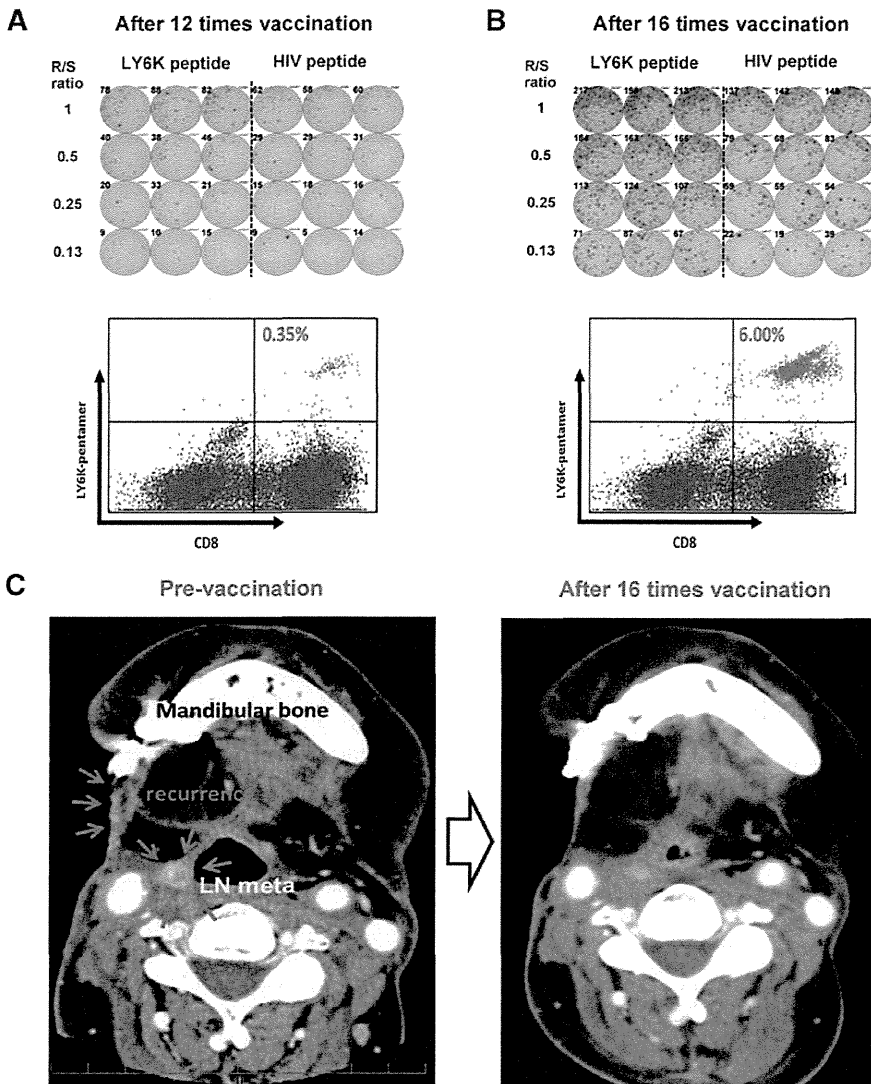 A
After 12 times vaccination
LY6K peptide HIV peptide
R/S
ratio
1
78 88 82 62 58 60
0.5
40 38 46 29 29 31
0.25
20 33 21 15 18 16
0.13
9 10 15 9 5 14
0.35%
LY6K-pentamer
CD8
B
After 16 times vaccination
LY6K peptide HIV peptide
R/S
ratio
1
217 213 137 142 148
0.5
184 162 79 68 83
0.25
113 124 107 59 55 54
0.13
71 87 67 22 19 39
6.00%
LY6K-pentamer
CD8
C
Pre-vaccination
Mandibular bone
recurrenc
LN meta
After 16 times vaccination